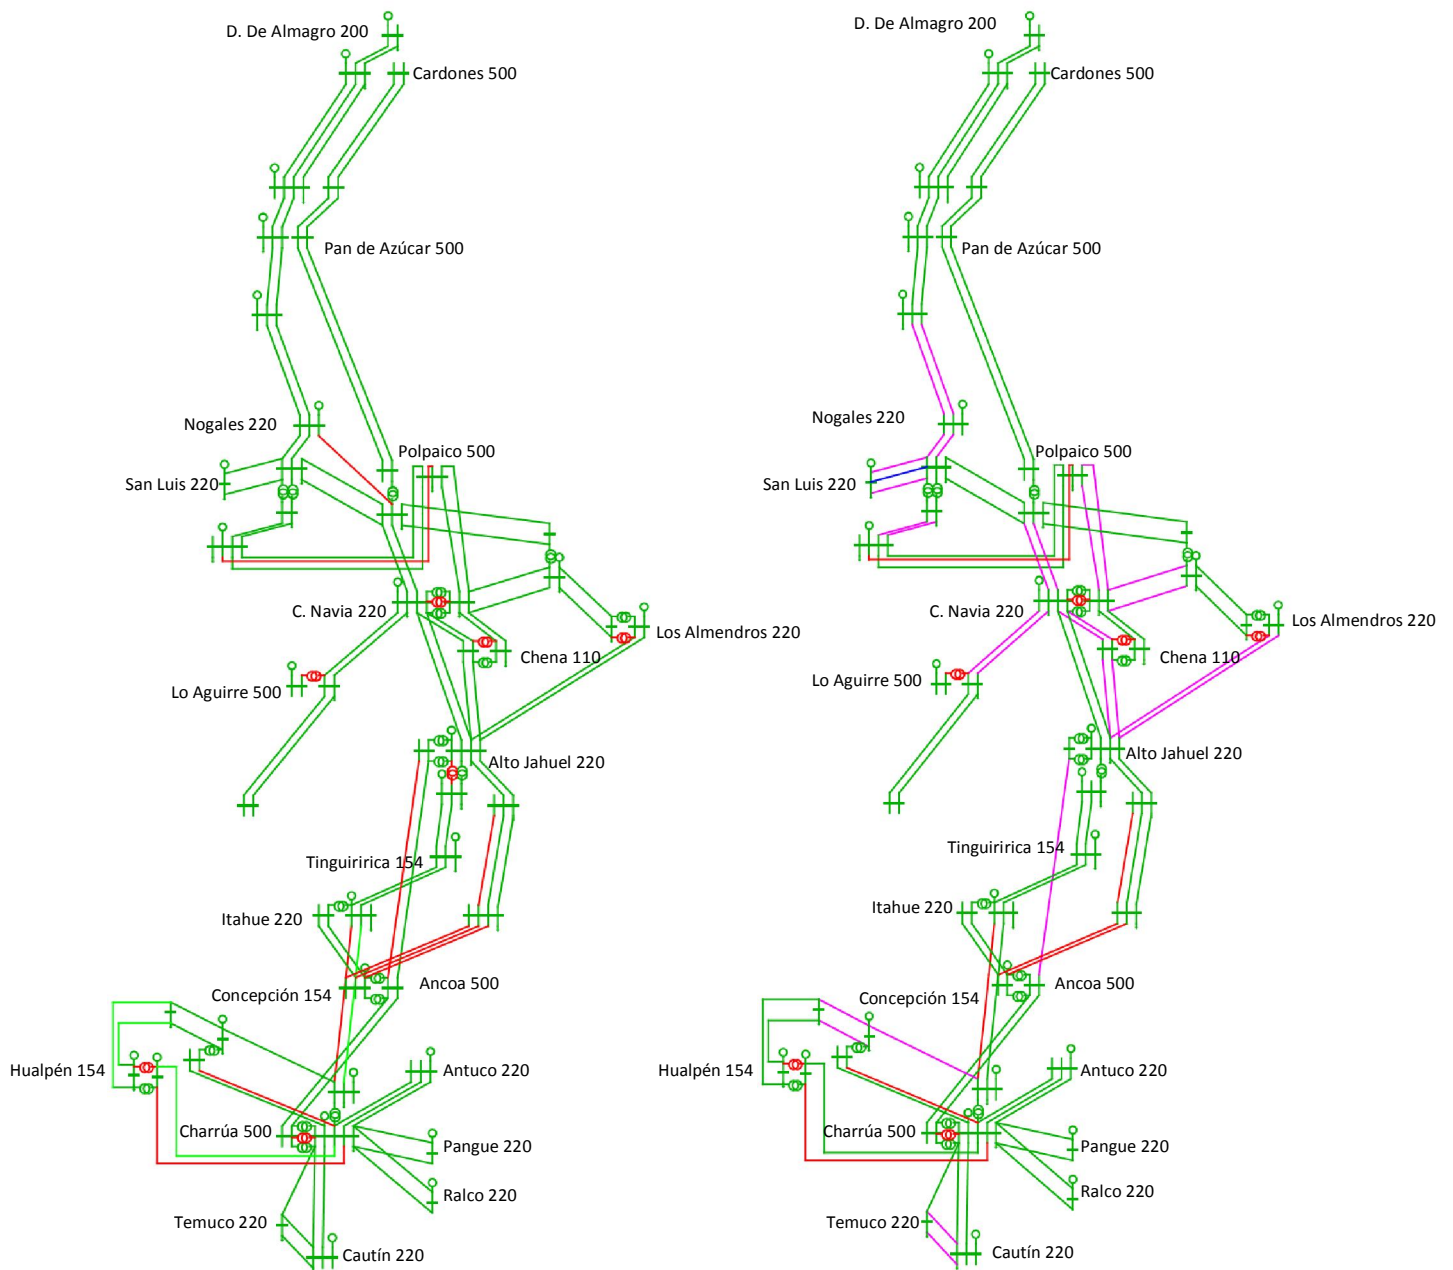 D. De Almagro 200
Cardones 500
Pan de Azúcar 500
Nogales 220
Polpaico 500
San Luis 220
C. Navia 220
Los Almendros 220
Chena 110
Lo Aguirre 500
Alto Jahuel 220
Tinguiririca 154
Itahue 220
Ancoa 500
Concepción 154
Hualpén 154
Antuco 220
Charrúa 500
Pangue 220
Ralco 220
Temuco 220
Cautín 220
D. De Almagro 200
Cardones 500
Pan de Azúcar 500
Nogales 220
Polpaico 500
San Luis 220
C. Navia 220
Los Almendros 220
Chena 110
Lo Aguirre 500
Alto Jahuel 220
Tinguiririca 154
Itahue 220
Ancoa 500
Concepción 154
Hualpén 154
Antuco 220
Charrúa 500
Pangue 220
Ralco 220
Temuco 220
Cautín 220